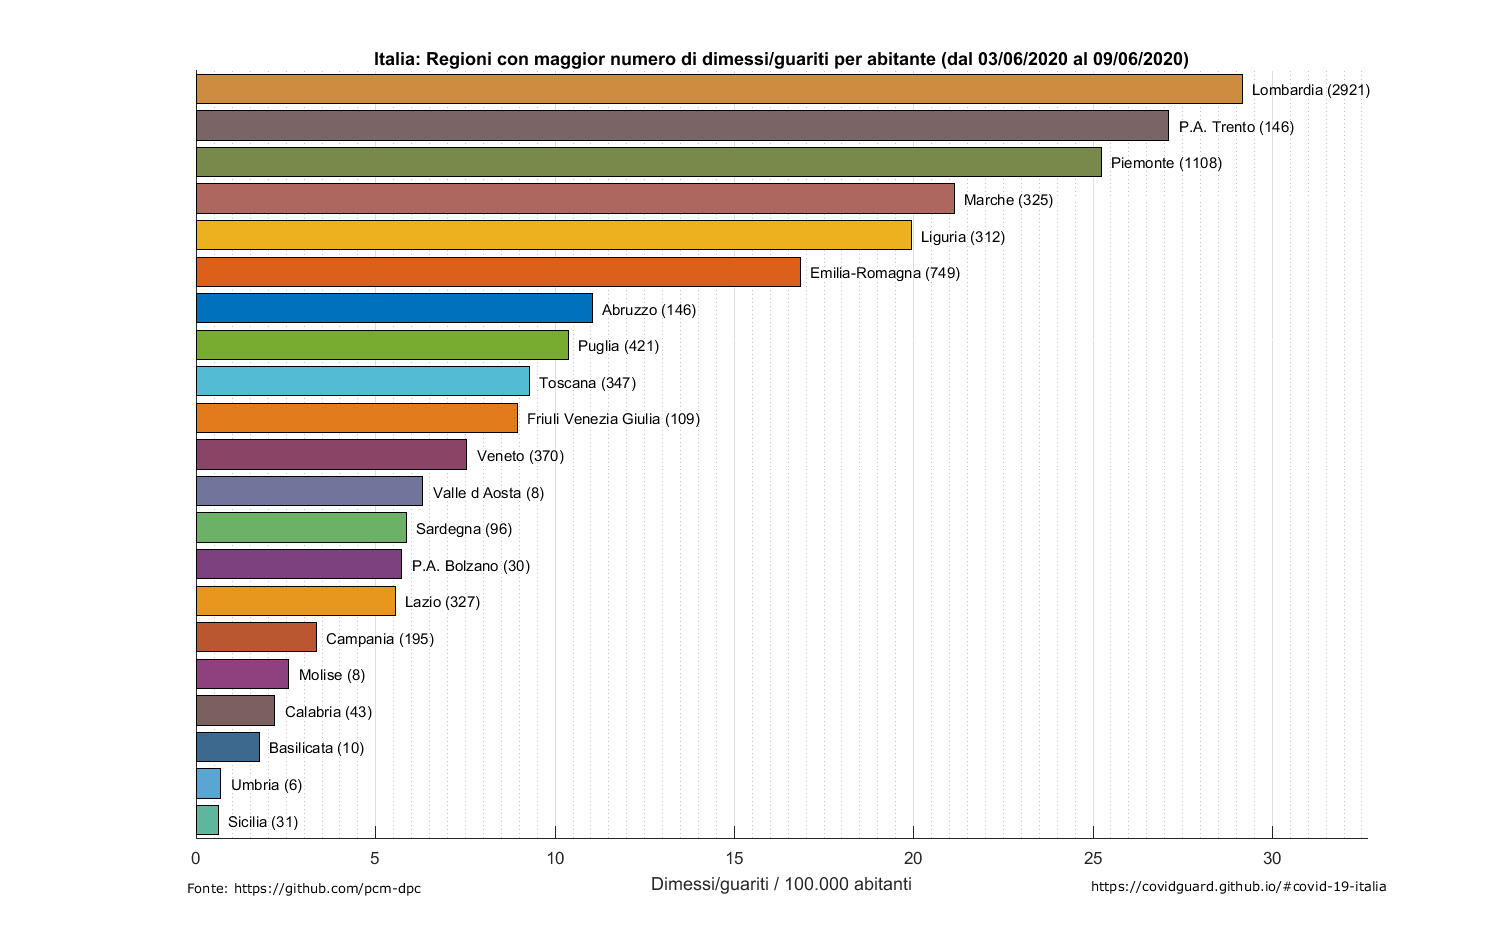 Italia: Regioni con maggior numero di dimessi/guariti per abitante (dal 03/06/2020 al 09/06/2020)
Lombardia (2921)
P.A. Trento (146)
Piemonte (1108)
Marche (325)
Liguria (312)
Emilia-Romagna (749)
Abruzzo (146)
Puglia (421)
Toscana (347)
Friuli Venezia Giulia (109)
Veneto (370)
Valle d Aosta (8)
Sardegna (96)
P.A. Bolzano (30)
Lazio (327)
Campania (195)
Molise (8)
Calabria (43)
Basilicata (10)
Umbria (6)
Sicilia (31)
0 5 10 15 20 25 30
Dimessi/guariti / 100.000 abitanti
Fonte: https://github.com/pcm-dpc
https://covidguard.github.io/#covid-19-italia